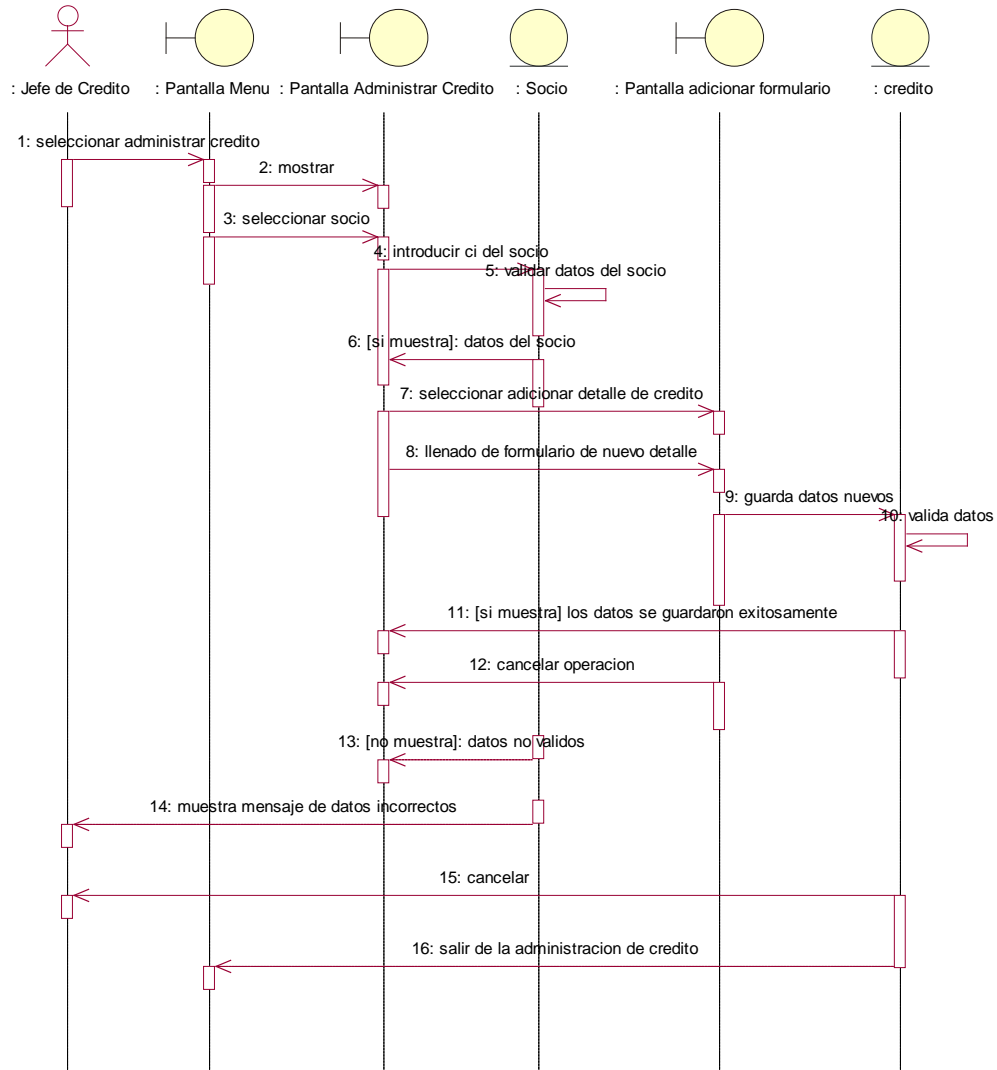 : Jefe de Credito
: Pantalla Menu
: Pantalla Administrar Credito
: Socio
: Pantalla adicionar formulario
: credito
1: seleccionar administrar credito
2: mostrar
3: seleccionar socio
4: introducir ci del socio
5: validar datos del socio
6: [si muestra]: datos del socio
7: seleccionar adicionar detalle de credito
8: llenado de formulario de nuevo detalle
9: guarda datos nuevos
10: valida datos
11: [si muestra] los datos se guardaron exitosamente
12: cancelar operacion
13: [no muestra]: datos no validos
14: muestra mensaje de datos incorrectos
15: cancelar
16: salir de la administracion de credito